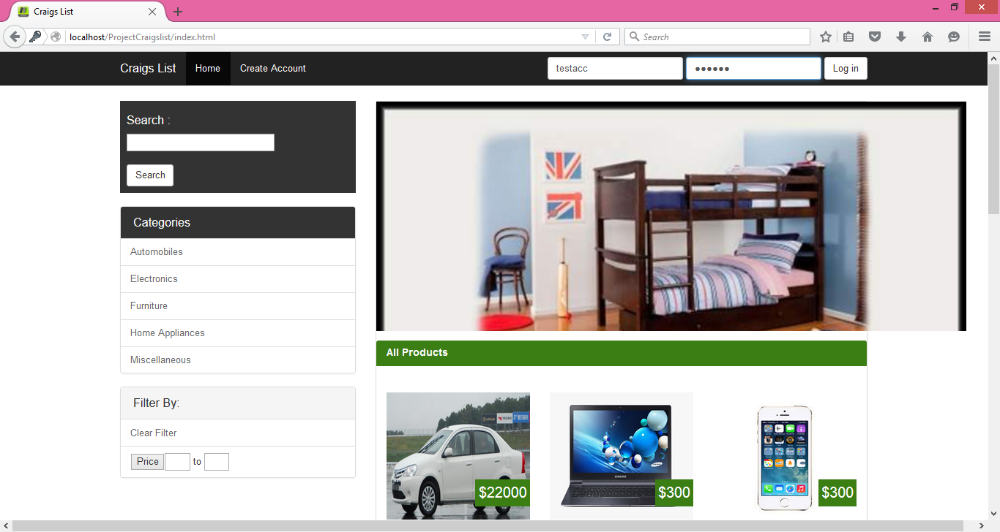 Craigs List
localhost/ProjectCraigslist/index.html
Search
Craigs List Home Create Account testacc Log in
Search :
Search
Categories
Automobiles
Electronics
Furniture
Home Appliances
Miscellaneous
Filter By:
Clear Filter
Price to
All Products
$22000
SAMSUNG
$300
$300